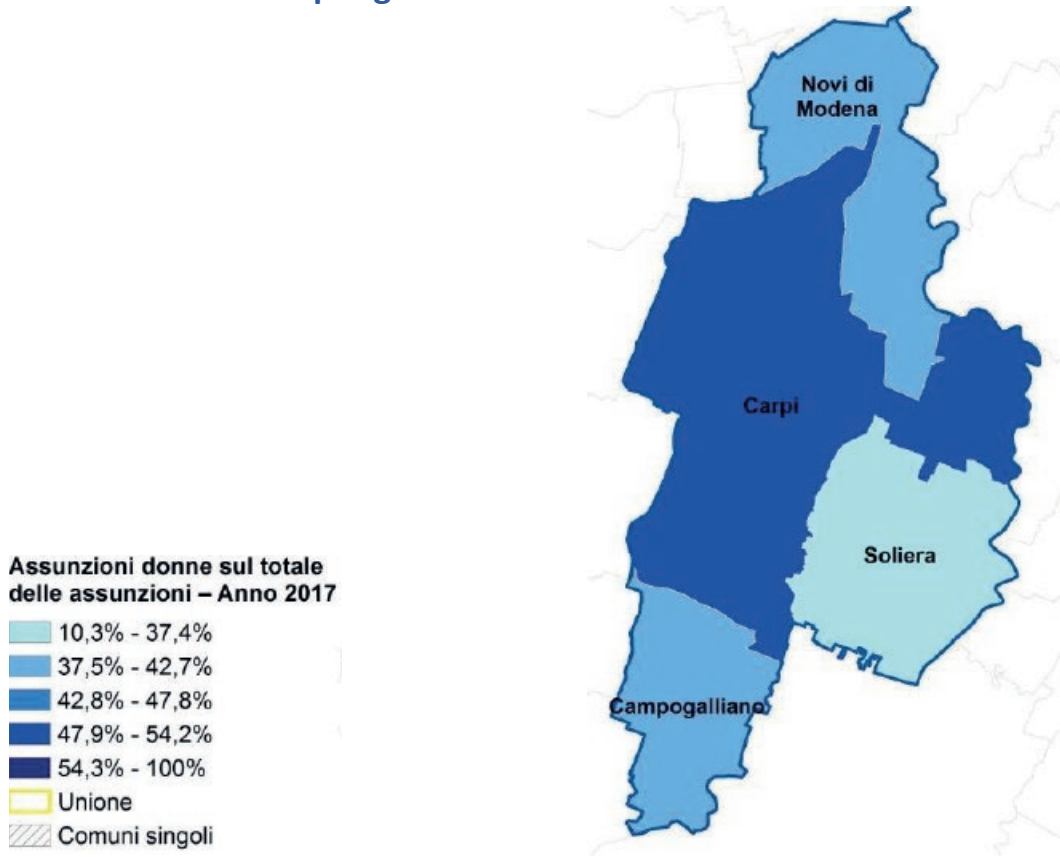 Novi di
Modena
Carpi
Soliera
Campogalliano
Assunzioni donne sul totale
delle assunzioni – Anno 2017
10,3% - 37,4%
37,5% - 42,7%
42,8% - 47,8%
47,9% - 54,2%
54,3% - 100%
Unione
Comuni singoli